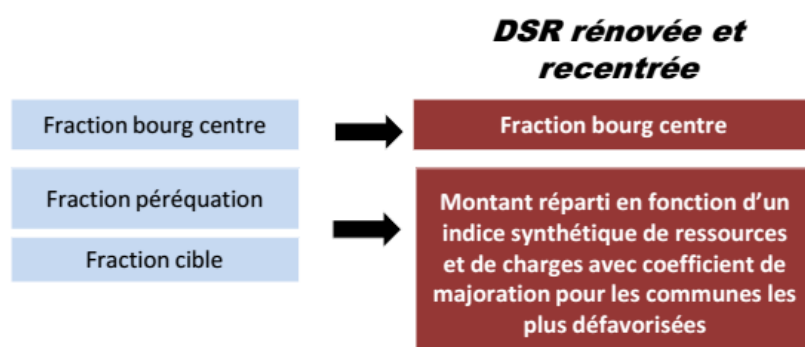 DSR rénovée et
recentrée
Fraction bourg centre
Fraction bourg centre
Fraction péréquation
Fraction cible
Montant réparti en fonction d’un
indice synthétique de ressources
et de charges avec coefficient de
majoration pour les communes les
plus défavorisées